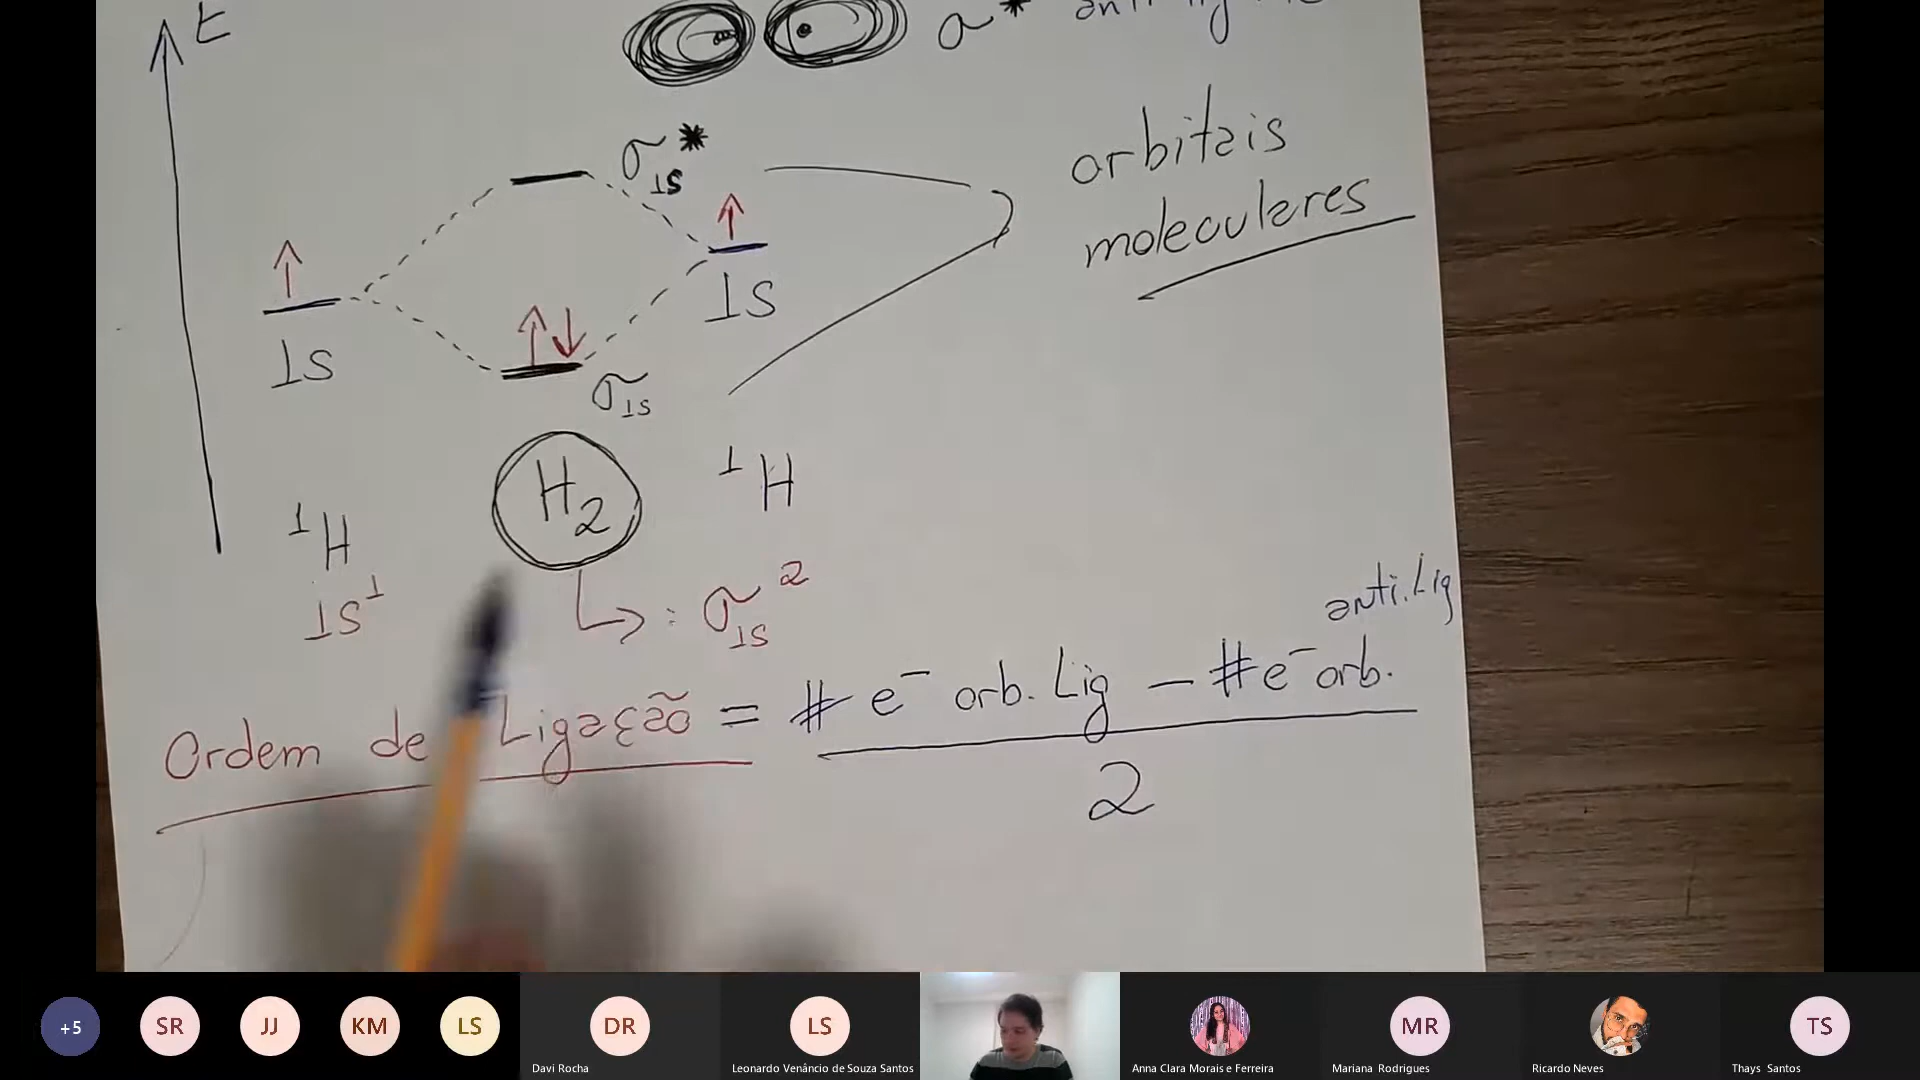 E
σ* anti
orbitais
moleculares
σ1s*
1S
1S
σ1s
H2
1H
1H
1S1
: σ1s2
anti.Lig
Ordem de Ligação = # e- orb. Lig - # e- orb.
2
+5
SR
JJ
KM
LS
DR
Davi Rocha
LS
Leonardo Venâncio de Souza Santos
Anna Clara Morais e Ferreira
MR
Mariana Rodrigues
Ricardo Neves
TS
Thays Santos